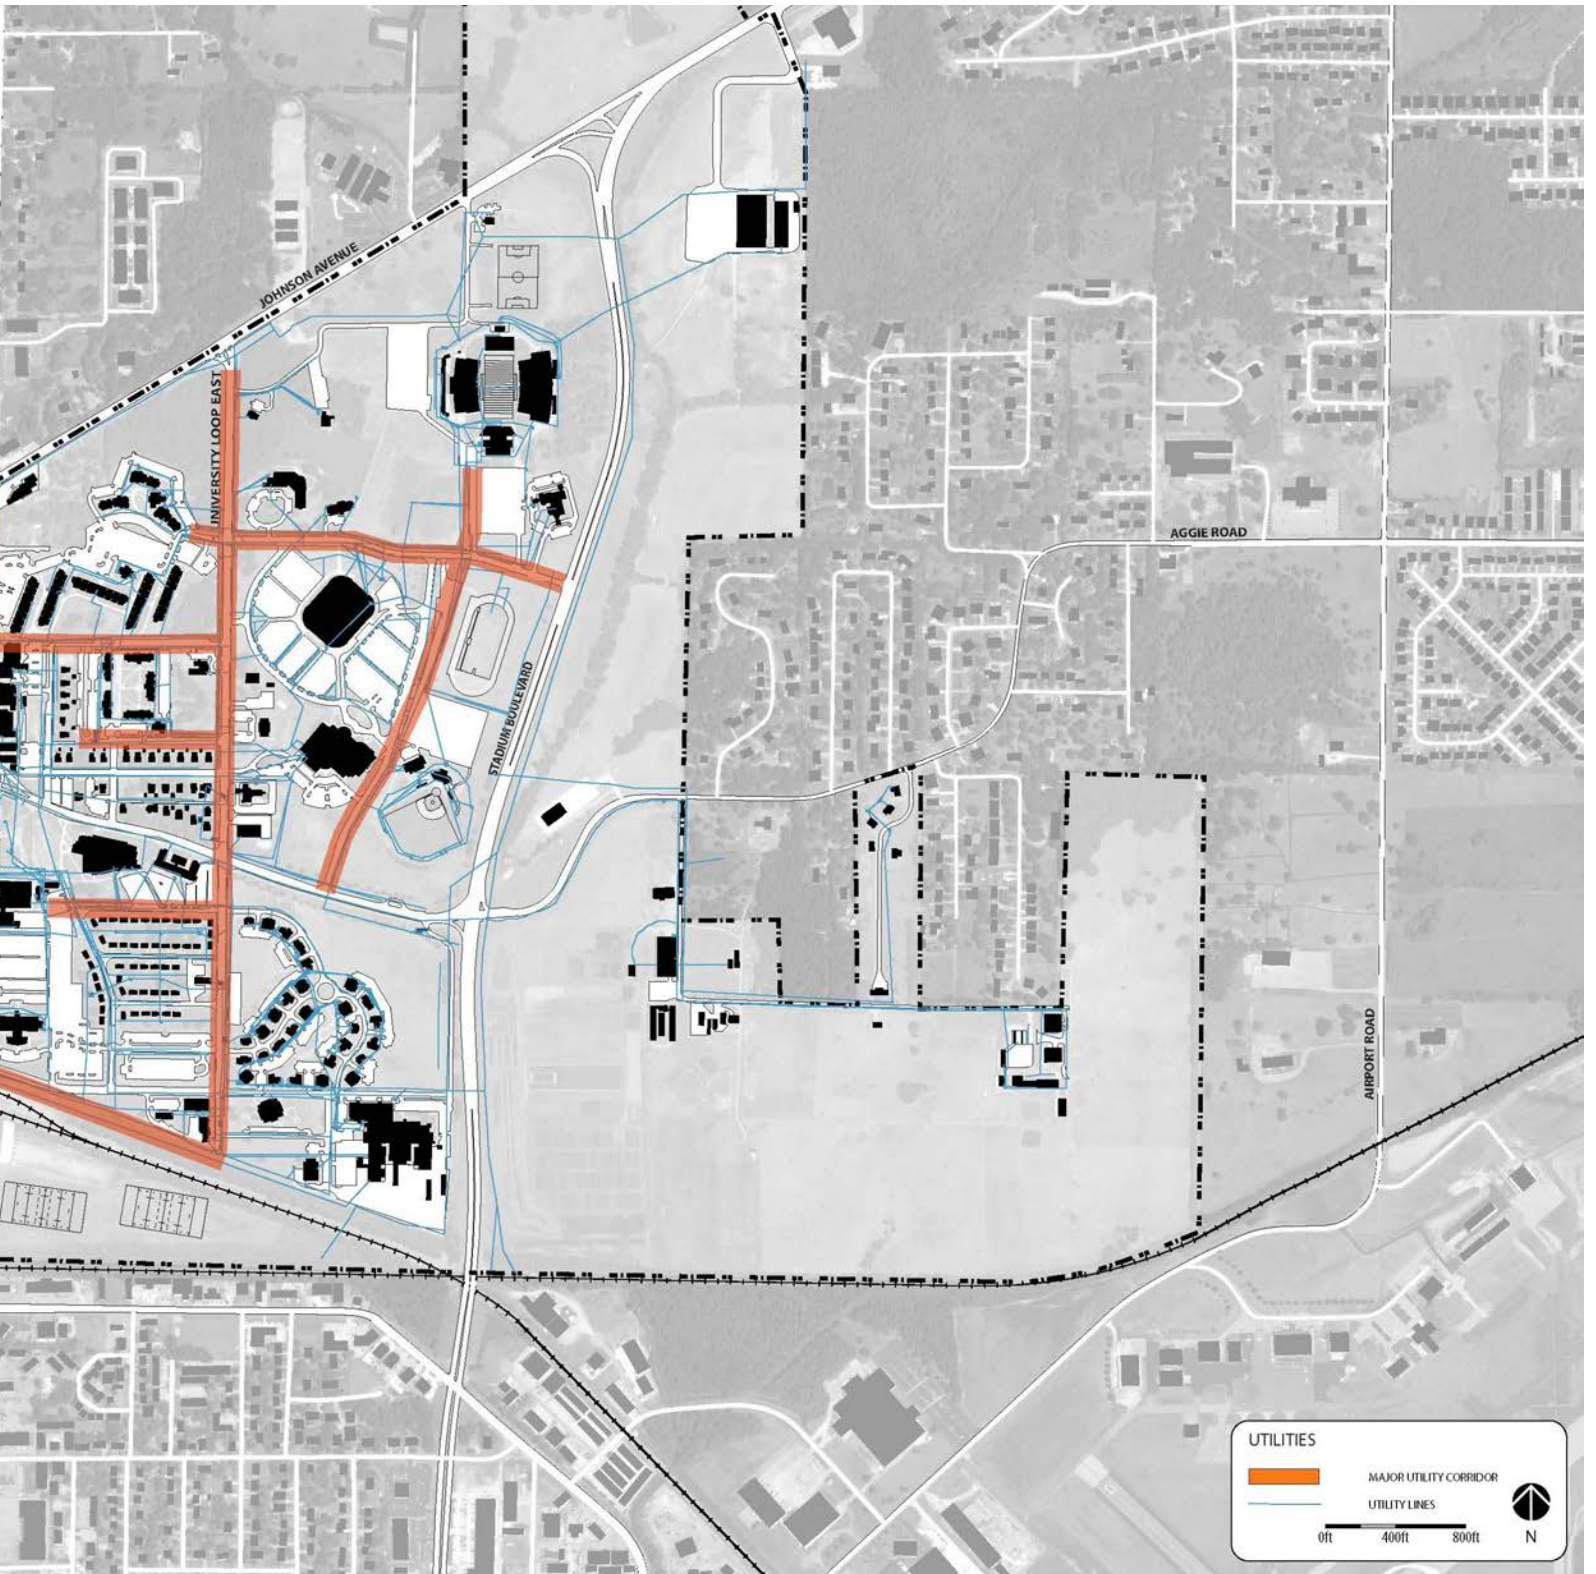 JOHNSON AVENUE
UNIVERSITY LOOP EAST
AGGIE ROAD
STADIUM BOULEVARD
AIRPORT ROAD
UTILITIES
MAJOR UTILITY CORRIDOR
UTILITY LINES
0ft 400ft 800ft
N